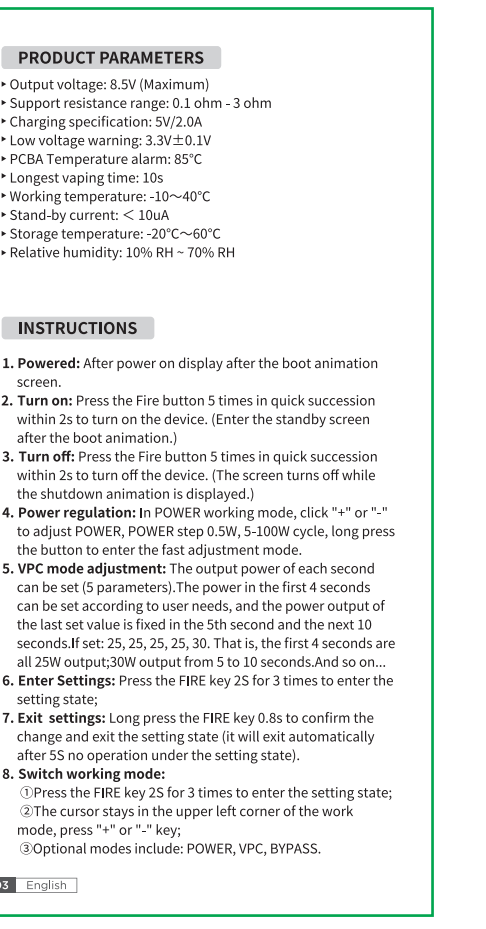 PRODUCT PARAMETERS
‣ Output voltage: 8.5V (Maximum)
‣ Support resistance range: 0.1 ohm - 3 ohm
‣ Charging specification: 5V/2.0A
‣ Low voltage warning: 3.3V±0.1V
‣ PCBA Temperature alarm: 85°C
‣ Longest vaping time: 10s
‣ Working temperature: -10～40°C
‣ Stand-by current: ＜ 10uA
‣ Storage temperature: -20°C～60°C
‣ Relative humidity: 10% RH ~ 70% RH
INSTRUCTIONS
1. Powered: After power on display after the boot animation
screen.
2. Turn on: Press the Fire button 5 times in quick succession
within 2s to turn on the device. (Enter the standby screen
after the boot animation.)
3. Turn off: Press the Fire button 5 times in quick succession
within 2s to turn off the device. (The screen turns off while
the shutdown animation is displayed.)
4. Power regulation: In POWER working mode, click "+" or "-"
to adjust POWER, POWER step 0.5W, 5-100W cycle, long press
the button to enter the fast adjustment mode.
5. VPC mode adjustment: The output power of each second
can be set (5 parameters).The power in the first 4 seconds
can be set according to user needs, and the power output of
the last set value is fixed in the 5th second and the next 10
seconds.If set: 25, 25, 25, 25, 30. That is, the first 4 seconds are
all 25W output;30W output from 5 to 10 seconds.And so on...
6. Enter Settings: Press the FIRE key 2S for 3 times to enter the
setting state;
7. Exit settings: Long press the FIRE key 0.8s to confirm the
change and exit the setting state (it will exit automatically
after 5S no operation under the setting state).
8. Switch working mode:
①Press the FIRE key 2S for 3 times to enter the setting state;
②The cursor stays in the upper left corner of the work
mode, press "+" or "-" key;
③Optional modes include: POWER, VPC, BYPASS.
03 English